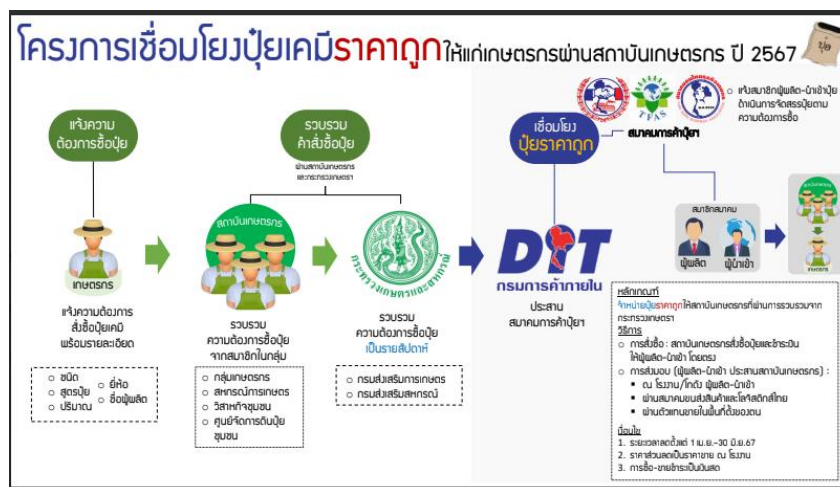 โครงการเชื่อมโยงปุ๋ยเคมีราคาถูกให้แก่เกษตรกรผ่านสถาบันเกษตรกร ปี 2567
ปุ๋ย
แจ้งความ
ต้องการซื้อปุ๋ย
รวบรวม
คำสั่งซื้อปุ๋ย
ผ่านสถาบันเกษตรกร
และกระทรวงเกษตรฯ
เชื่อมโยง
ปุ๋ยราคาถูก
TFAS
สมาคมการค้าปุ๋ยฯ
○ แจ้งสมาชิกผู้ผลิต-นำเข้าปุ๋ย
ดำเนินการจัดสรรปุ๋ยตาม
ความต้องการซื้อ
เกษตรกร
แจ้งความต้องการ
สั่งซื้อปุ๋ยเคมี
พร้อมรายละเอียด
○ ชนิด
○ สูตรปุ๋ย
○ ปริมาณ
○ ยี่ห้อ
○ ชื่อผู้ผลิต
สถาบันเกษตรกร
รวบรวม
ความต้องการซื้อปุ๋ย
จากสมาชิกในกลุ่ม
○ กลุ่มเกษตรกร
○ สหกรณ์การเกษตร
○ วิสาหกิจชุมชน
○ ศูนย์จัดการดินปุ๋ย
ชุมชน
กระทรวงเกษตรและสหกรณ์
รวบรวม
ความต้องการซื้อปุ๋ย
เป็นรายสัปดาห์
○ กรมส่งเสริมการเกษตร
○ กรมส่งเสริมสหกรณ์
DIT
กรมการค้าภายใน
ประสาน
สมาคมการค้าปุ๋ยฯ
สมาชิกสมาคม
ผู้ผลิต
ผู้นำเข้า
สถาบันเกษตรกร
เกษตรกร
หลักเกณฑ์
จำหน่ายปุ๋ยราคาถูกให้สถาบันเกษตรกรที่ผ่านการรวบรวมจาก
กระทรวงเกษตรฯ
วิธีการ
○ การสั่งซื้อ : สถาบันเกษตรกรสั่งซื้อปุ๋ยและชำระเงิน
ให้ผู้ผลิต-นำเข้า โดยตรง
○ การส่งมอบ (ผู้ผลิต-นำเข้า ประสานสถาบันเกษตรกร) :
▪ ณ โรงงาน/โกดัง ผู้ผลิต-นำเข้า
▪ ผ่านสมาคมขนส่งสินค้าและโลจิสติกส์ไทย
▪ ผ่านตัวแทนขายในพื้นที่ตั้งของตน
เงื่อนไข
1. ระยะเวลาลดตั้งแต่ 1 เม.ย.-30 มิ.ย.67
2. ราคาส่วนลดเป็นราคาขาย ณ โรงงาน
3. การซื้อ-ขายชำระเป็นเงินสด